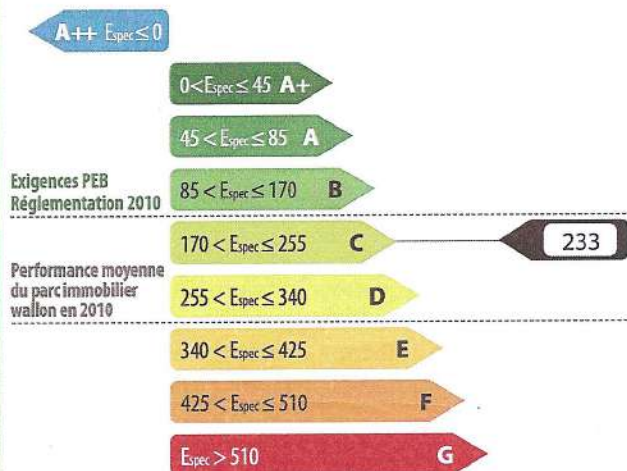 A++ Espec ≤ 0
0 < Espec ≤ 45 A+
45 < Espec ≤ 85 A
Exigences PEB
Réglementation 2010
85 < Espec ≤ 170 B
170 < Espec ≤ 255 C
233
Performance moyenne
du parc immobilier
wallon en 2010
255 < Espec ≤ 340 D
340 < Espec ≤ 425 E
425 < Espec ≤ 510 F
Espec > 510 G